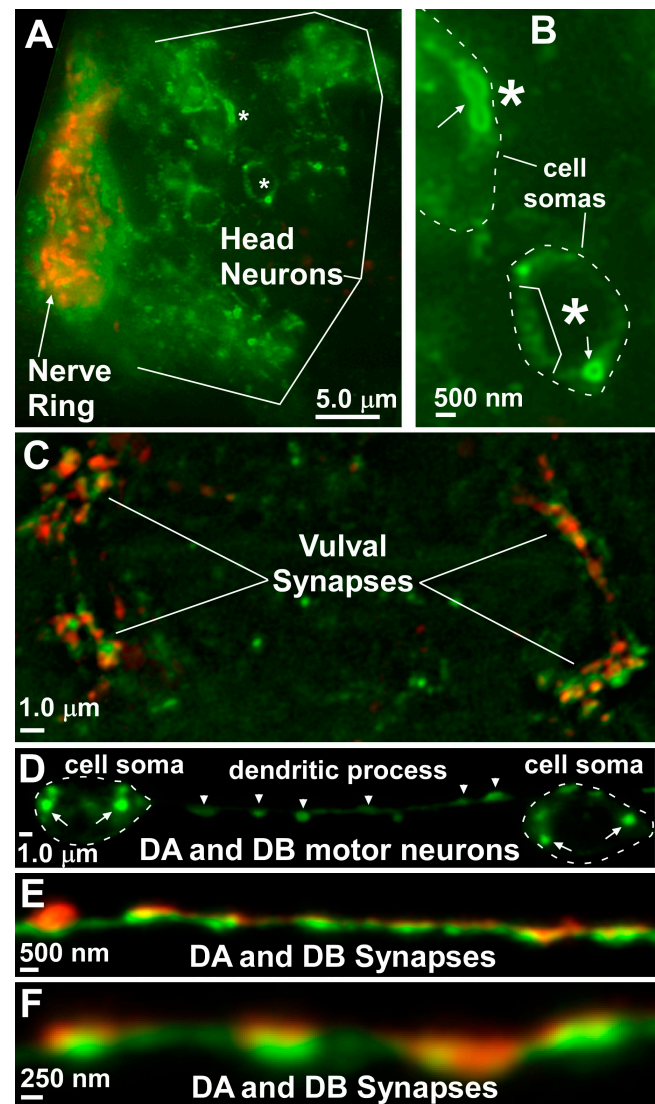 A
*
*
Head
Neurons
Nerve
Ring
5.0 μm
B
*
cell
somas
*
500 nm
C
Vulval
Synapses
1.0 μm
D
cell soma
dendritic process
cell soma
1.0 μm
DA and DB motor neurons
E
500 nm
DA and DB Synapses
F
250 nm
DA and DB Synapses